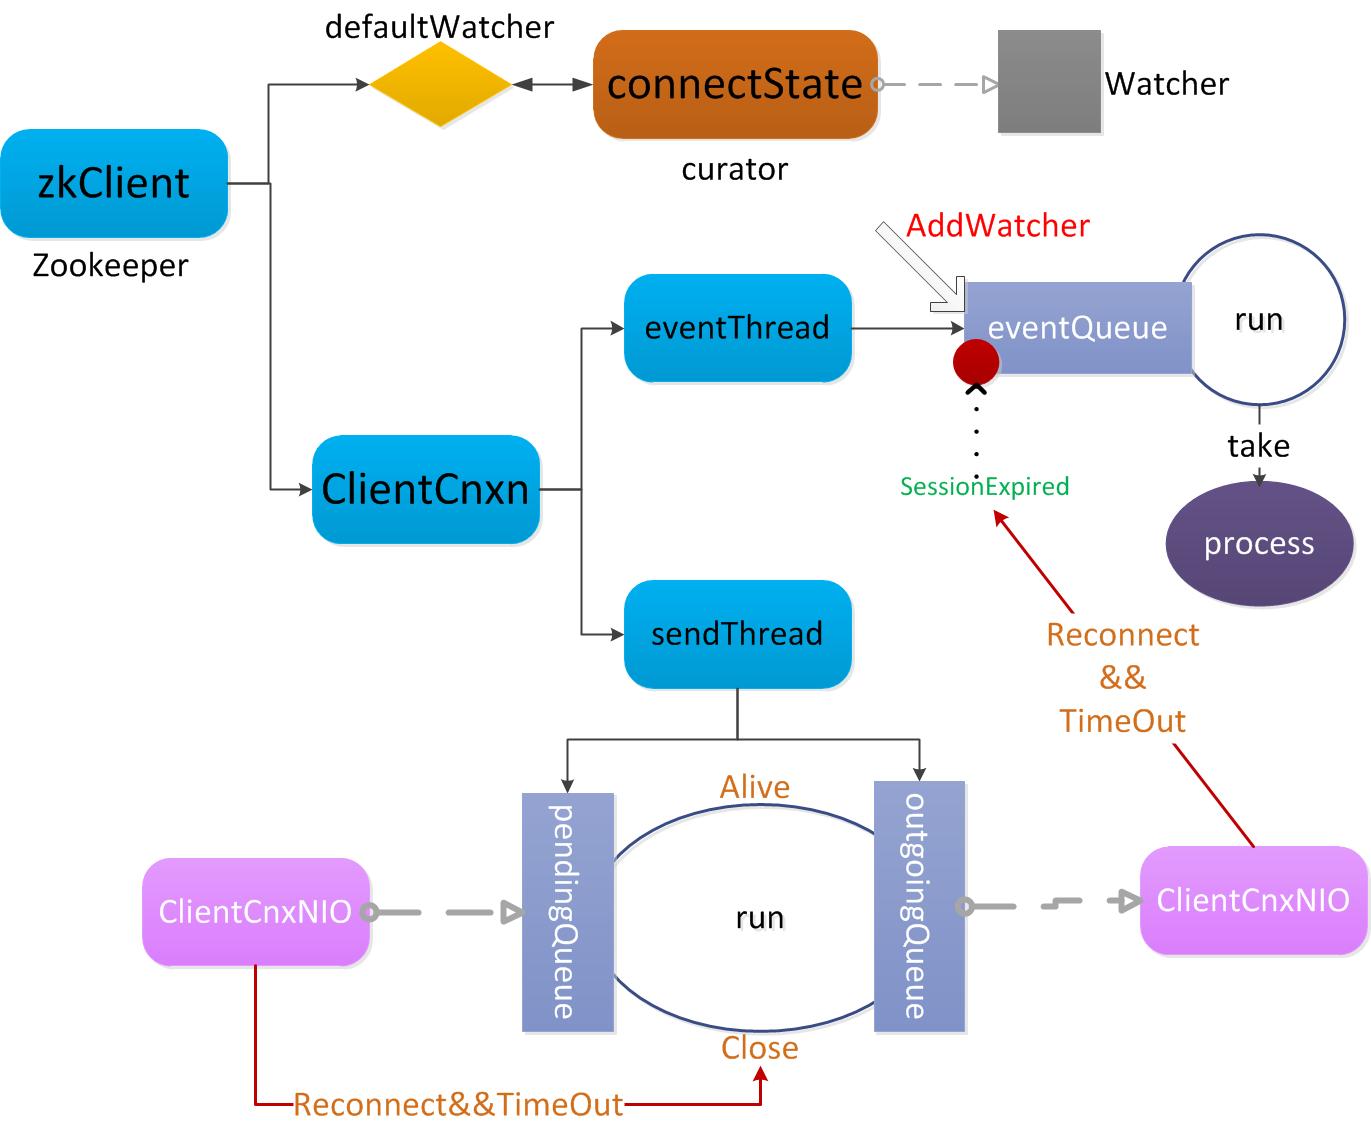 defaultWatcher
connectState
Watcher
zkClient
curator
Zookeeper
AddWatcher
eventThread
eventQueue
run
take
ClientCnxn
SessionExpired
process
sendThread
Reconnect
&&
TimeOut
Alive
pendingQueue
outgoingQueue
ClientCnxNIO
run
ClientCnxNIO
Close
Reconnect&&TimeOut